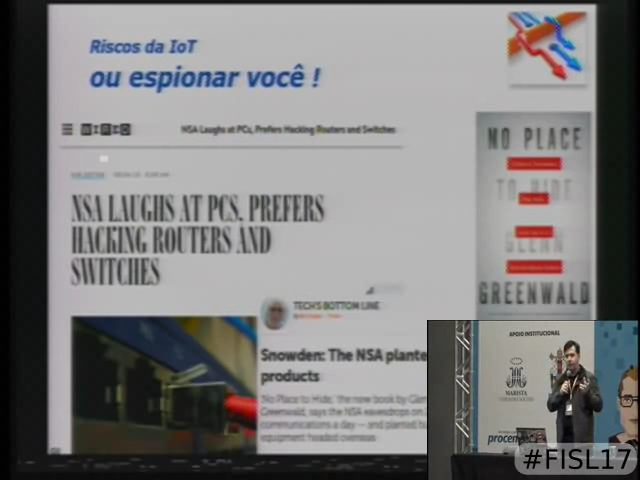 Riscos da IoT
ou espionar você !
WIRED
NSA Laughs at PCs, Prefers Hacking Routers and Switches
NSA LAUGHS AT PCS, PREFERS
HACKING ROUTERS AND
SWITCHES
NO PLACE
TO HIDE
GLENN
GREENWALD
TECH'S BOTTOM LINE
Snowden: The NSA plante
products
No Place to Hide, the new book by Glen
Greenwald, says the NSA eavesdrops on
communications a day — and planted bu
equipment headed overseas
APOIO INSTITUCIONAL
MARISTA
#FISL17